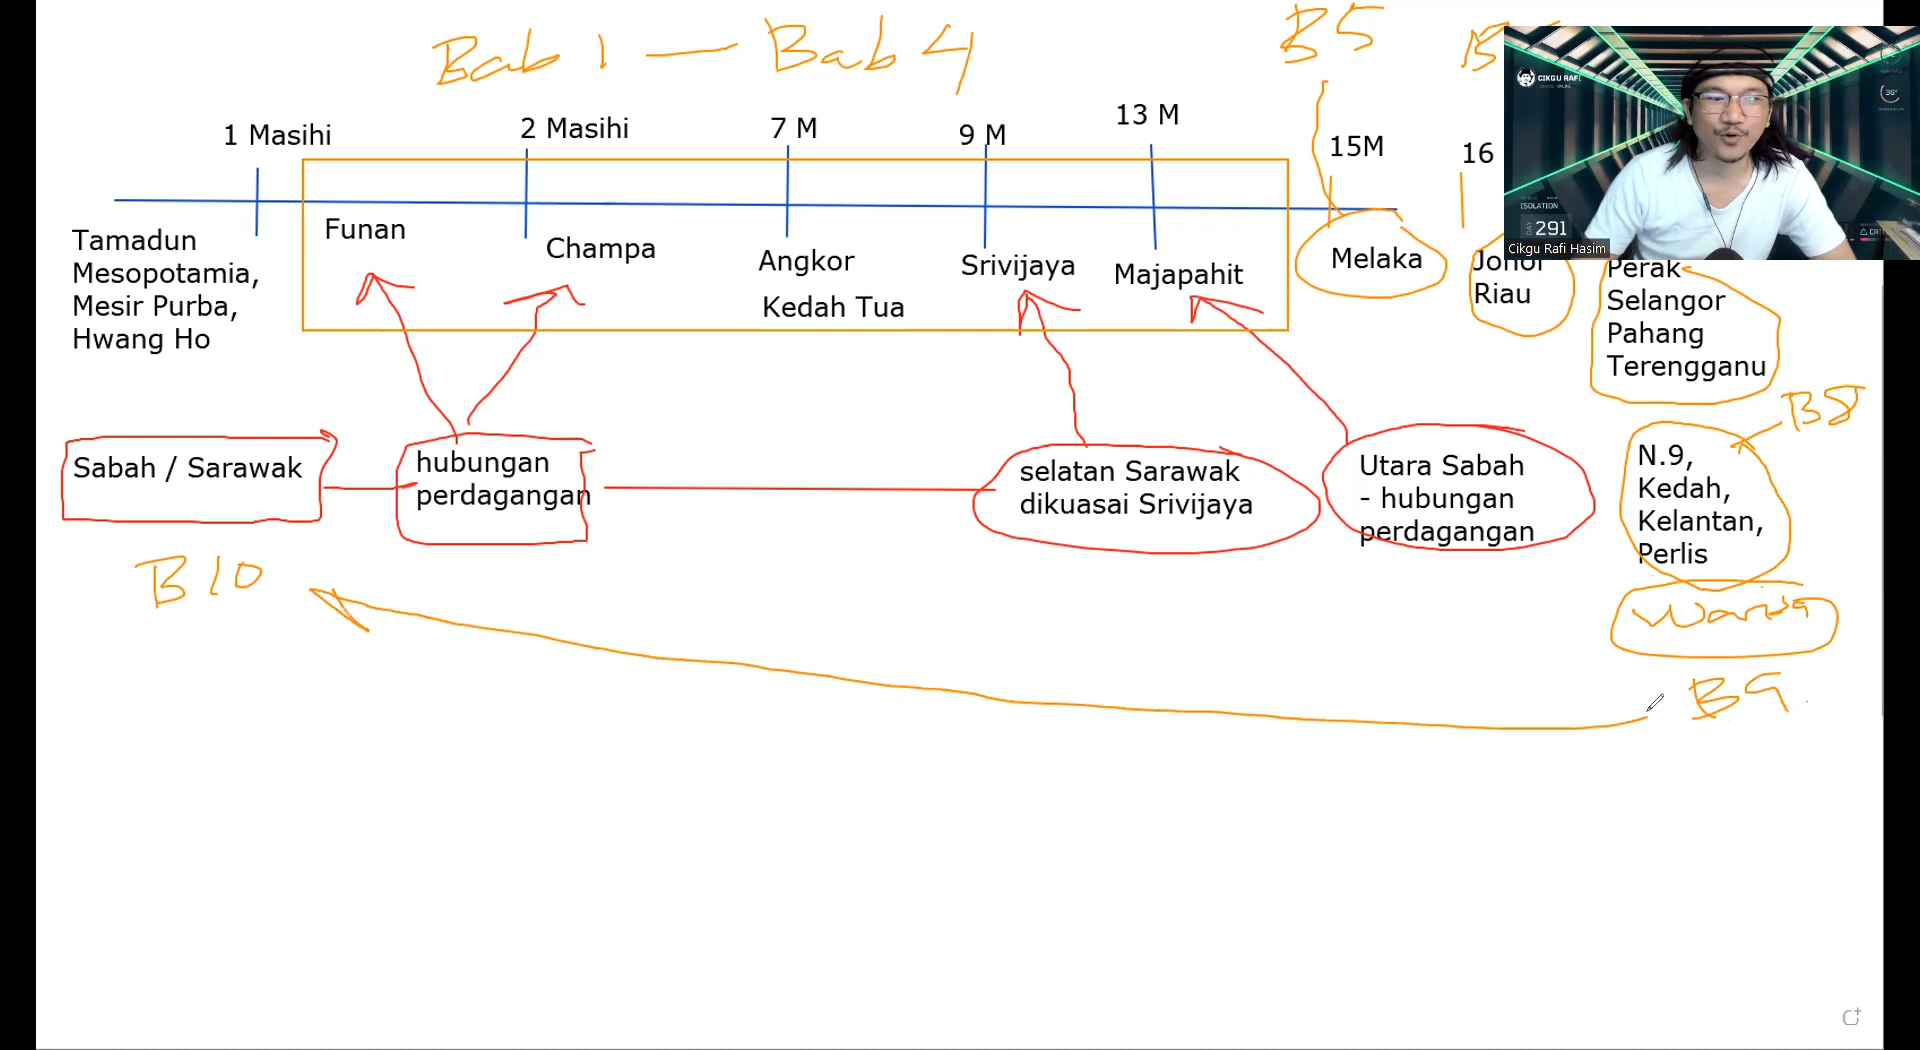 Bab 1 — Bab 4
B5
CIKGU RAFI
1 Masihi
2 Masihi
7 M
9 M
13 M
15M
16
ISOLATION
291
Cikgu Rafi Hasim
Tamadun
Mesopotamia,
Mesir Purba,
Hwang Ho
Funan
Champa
Angkor
Kedah Tua
Srivijaya
Majapahit
Melaka
Johor
Riau
Perak
Selangor
Pahang
Terengganu
B8
Sabah / Sarawak
hubungan
perdagangan
selatan Sarawak
dikuasai Srivijaya
Utara Sabah
- hubungan
perdagangan
N.9,
Kedah,
Kelantan,
Perlis
B10
B9